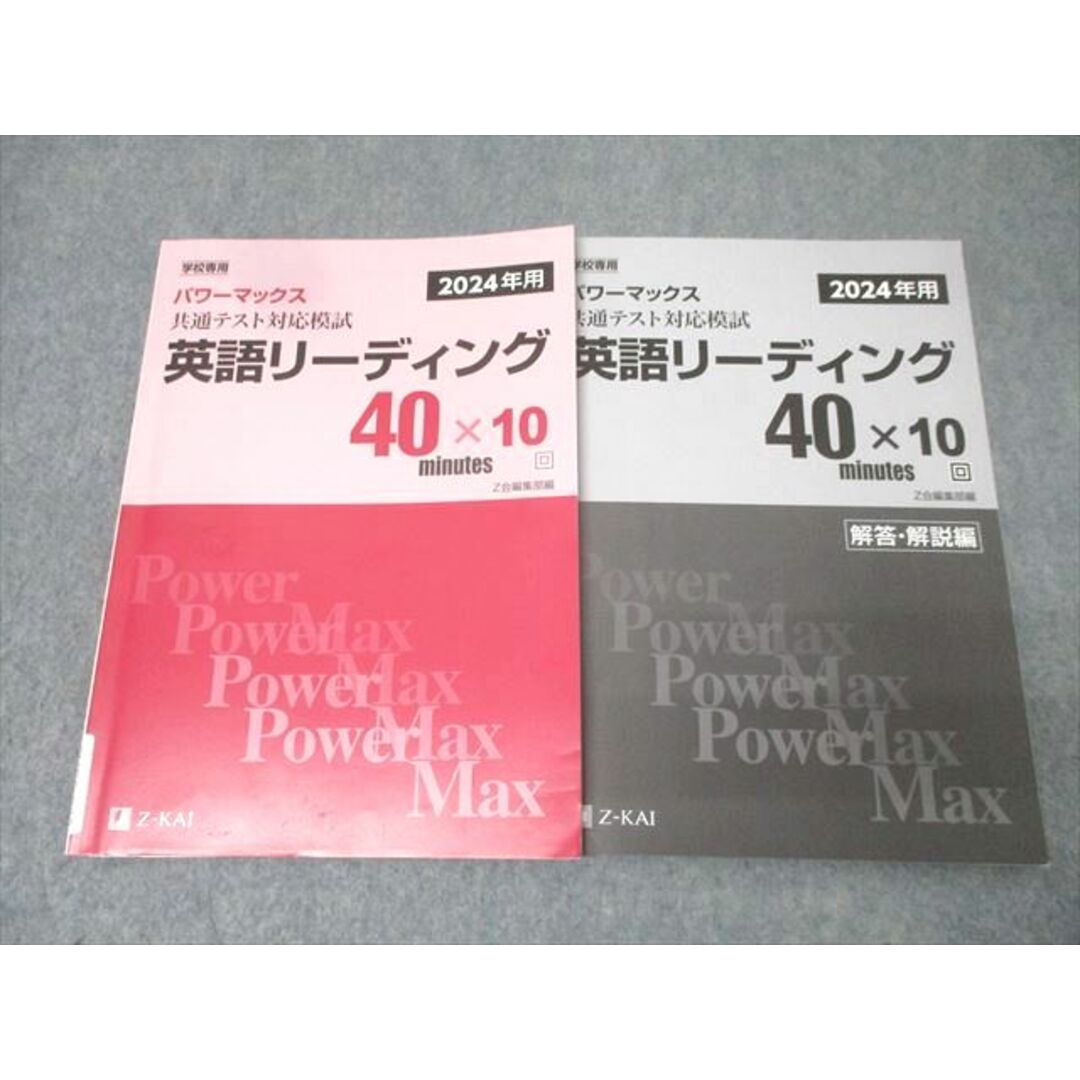 学校専用
パワーマックス
2024年用
共通テスト対応模試
英語リーディング
40 × 10
minutes
回
Z会編集部編
Power
PowerMax
PowerMax
PowerMax
Max
Z-KAI
学校専用
パワーマックス
2024年用
共通テスト対応模試
英語リーディング
40 × 10
minutes
回
Z会編集部編
解答・解説編
Power
PowerMax
PowerMax
PowerMax
Max
Z-KAI